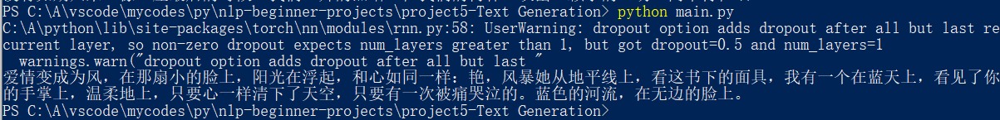 PS C:\A\vscode\mycodes\py\nlp-beginner-projects\project5-Text Generation> python main.py
C:\A\python\lib\site-packages\torch\nn\modules\rnn.py:58: UserWarning: dropout option adds dropout after all but last re
current layer, so non-zero dropout expects num_layers greater than 1, but got dropout=0.5 and num_layers=1
  warnings.warn("dropout option adds dropout after all but last "
爱情变成为风，在那扇小的脸上，阳光在浮起，和心如同一样：艳，风暴她从地平线上，看这书下的面具，我有一个在蓝天上，看见了你
的手掌上，温柔地上，只要心一样清下了天空，只要有一次被痛哭泣的。蓝色的河流，在无边的脸上。
PS C:\A\vscode\mycodes\py\nlp-beginner-projects\project5-Text Generation>